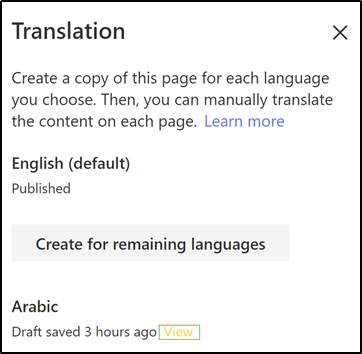 Translation
Create a copy of this page for each language
you choose. Then, you can manually translate
the content on each page. Learn more
English (default)
Published
Create for remaining languages
Arabic
Draft saved 3 hours ago View